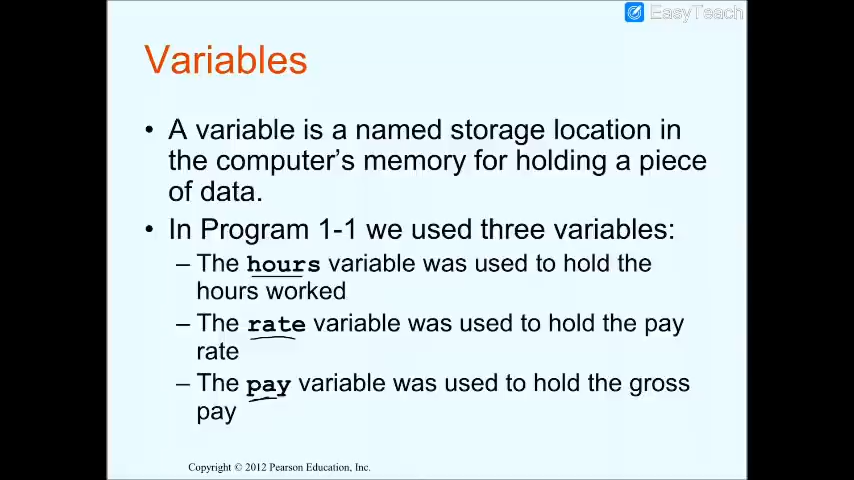 EasyTeach
Variables
• A variable is a named storage location in
the computer's memory for holding a piece
of data.
• In Program 1-1 we used three variables:
– The hours variable was used to hold the
hours worked
– The rate variable was used to hold the pay
rate
– The pay variable was used to hold the gross
pay
Copyright © 2012 Pearson Education, Inc.